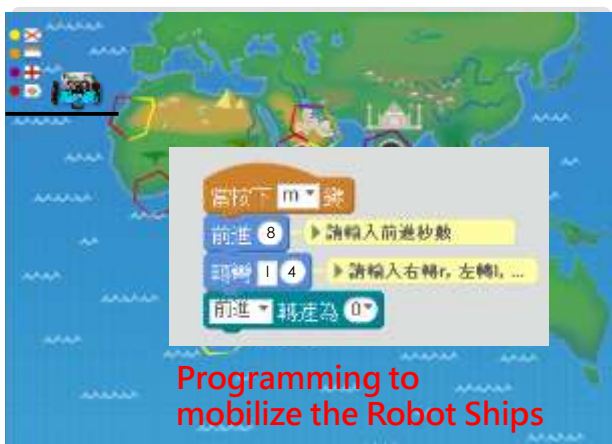 當按下 m 鍵
前進 8 請輸入前進秒數
轉彎 l 4 請輸入右轉r, 左轉l, ...
前進 轉速為 0
Programming to
mobilize the Robot Ships